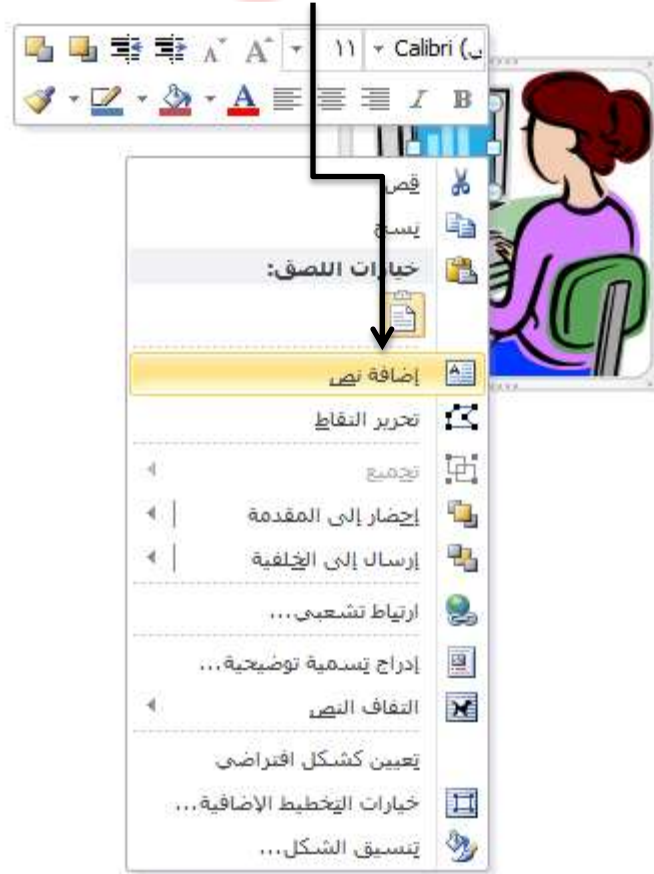 Calibri (ي ١١ A A
B I A
قص
نسخ
خيارات اللصق:
إضافة نص
تحرير النقاط
تجميع
إحضار إلى المقدمة
إرسال إلى الخلفية
ارتباط تشعبي...
إدراج تسمية توضيحية...
التفاف النص
تعيين كشكل افتراضي
خيارات التخطيط الإضافية...
تنسيق الشكل...